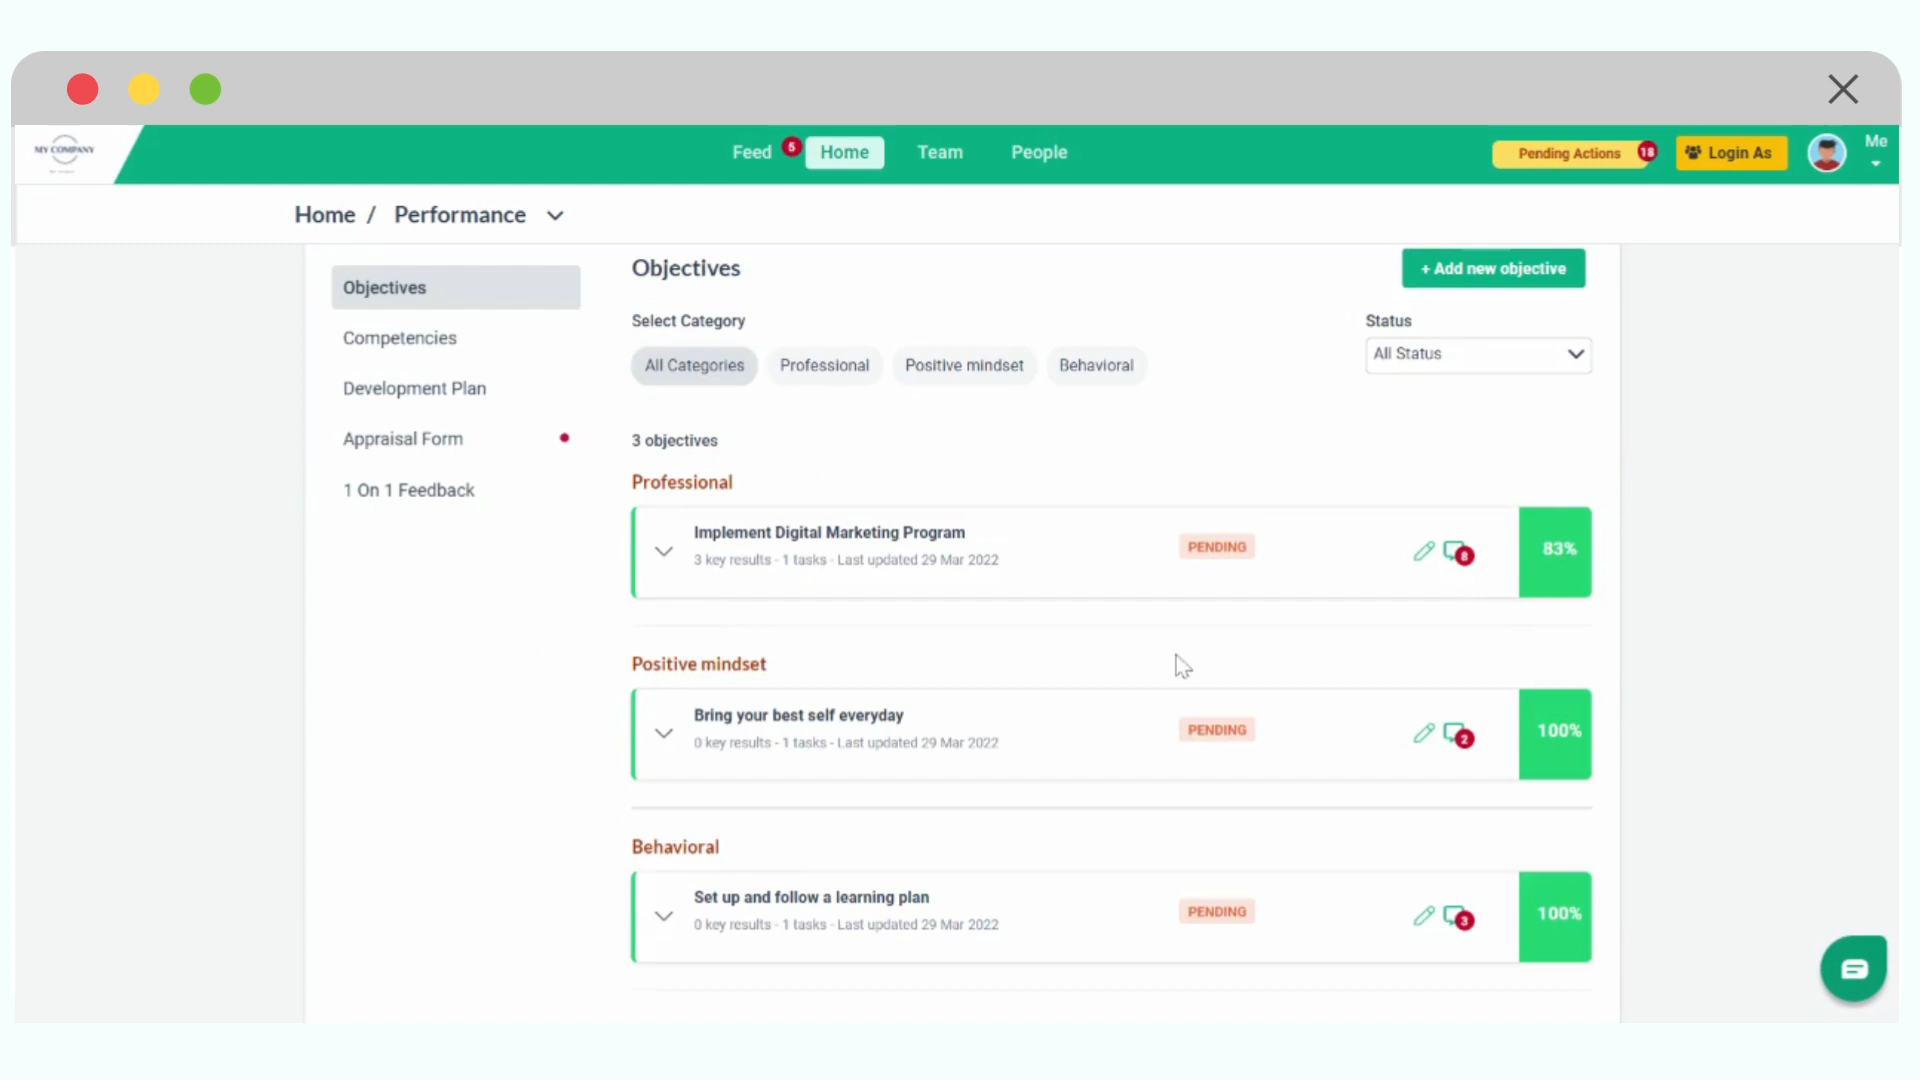 MY COMPANY
Feed 5 Home Team People Pending Actions 18 Login As Me
Home / Performance
Objectives
Competencies
Development Plan
Appraisal Form
1 On 1 Feedback
Objectives
+ Add new objective
Select Category
Status
All Categories Professional Positive mindset Behavioral
All Status
3 objectives
Professional
Implement Digital Marketing Program
3 key results - 1 tasks - Last updated 29 Mar 2022
PENDING
8
83%
Positive mindset
Bring your best self everyday
0 key results - 1 tasks - Last updated 29 Mar 2022
PENDING
2
100%
Behavioral
Set up and follow a learning plan
0 key results - 1 tasks - Last updated 29 Mar 2022
PENDING
3
100%